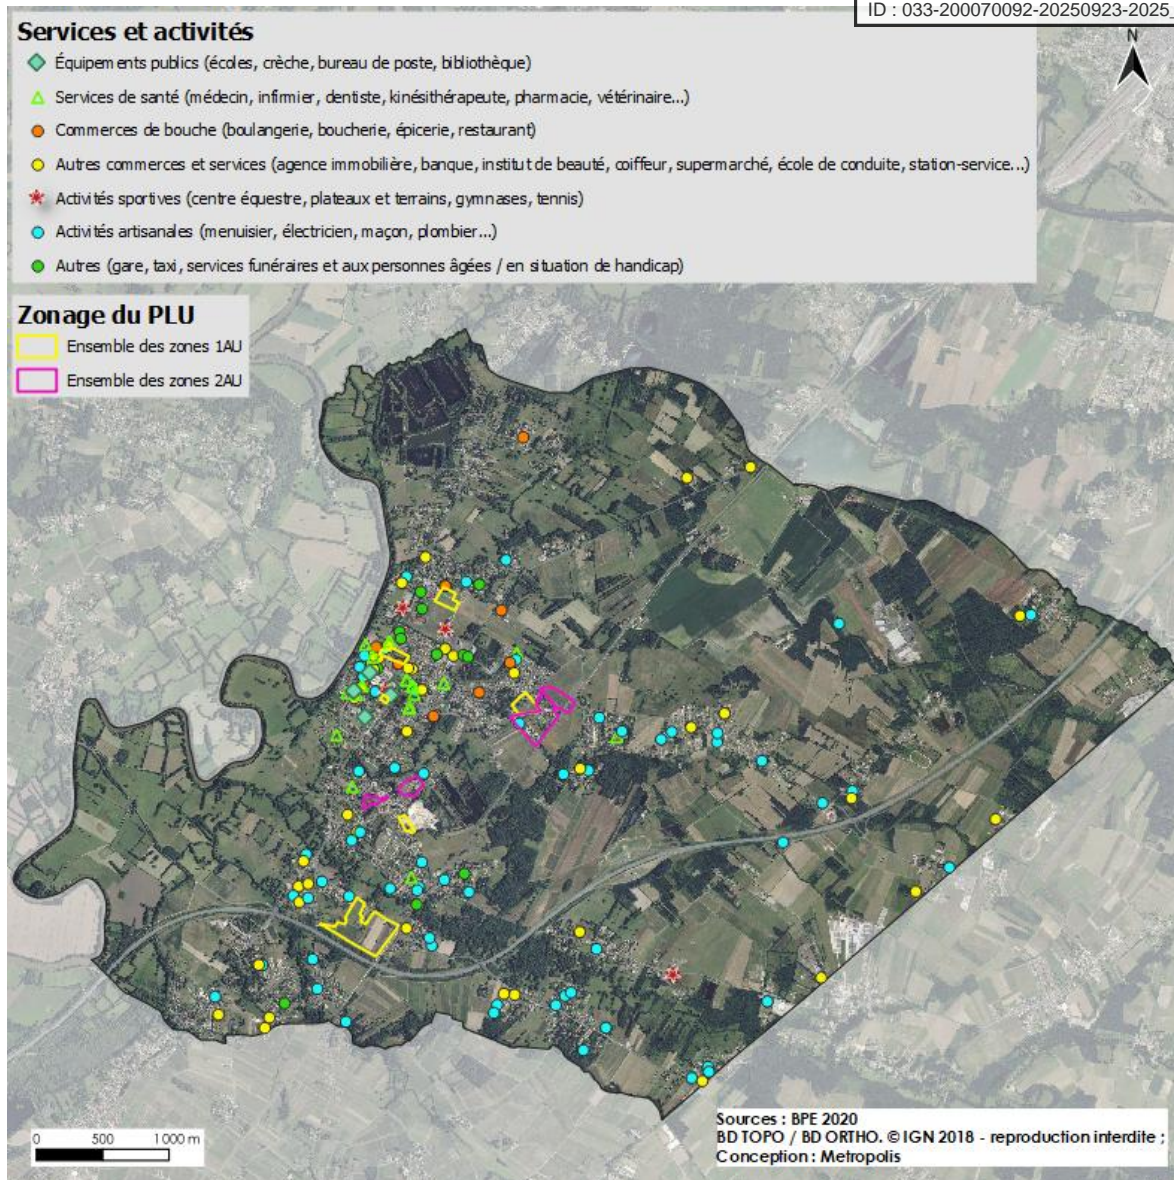 ID : 033-200070092-20250923-2025_
Services et activités
Équipements publics (écoles, crèche, bureau de poste, bibliothèque)
Services de santé (médecin, infirmier, dentiste, kinésithérapeute, pharmacie, vétérinaire...)
Commerces de bouche (boulangerie, boucherie, épicerie, restaurant)
Autres commerces et services (agence immobilière, banque, institut de beauté, coiffeur, supermarché, école de conduite, station-service...)
Activités sportives (centre équestre, plateaux et terrains, gymnases, tennis)
Activités artisanales (menuisier, électricien, maçon, plombier...)
Autres (gare, taxi, services funéraires et aux personnes âgées / en situation de handicap)
N
Zonage du PLU
Ensemble des zones 1AU
Ensemble des zones 2AU
0 500 1000 m
Sources : BPE 2020
BD TOPO / BD ORTHO. © IGN 2018 - reproduction interdite ;
Conception : Metropolis